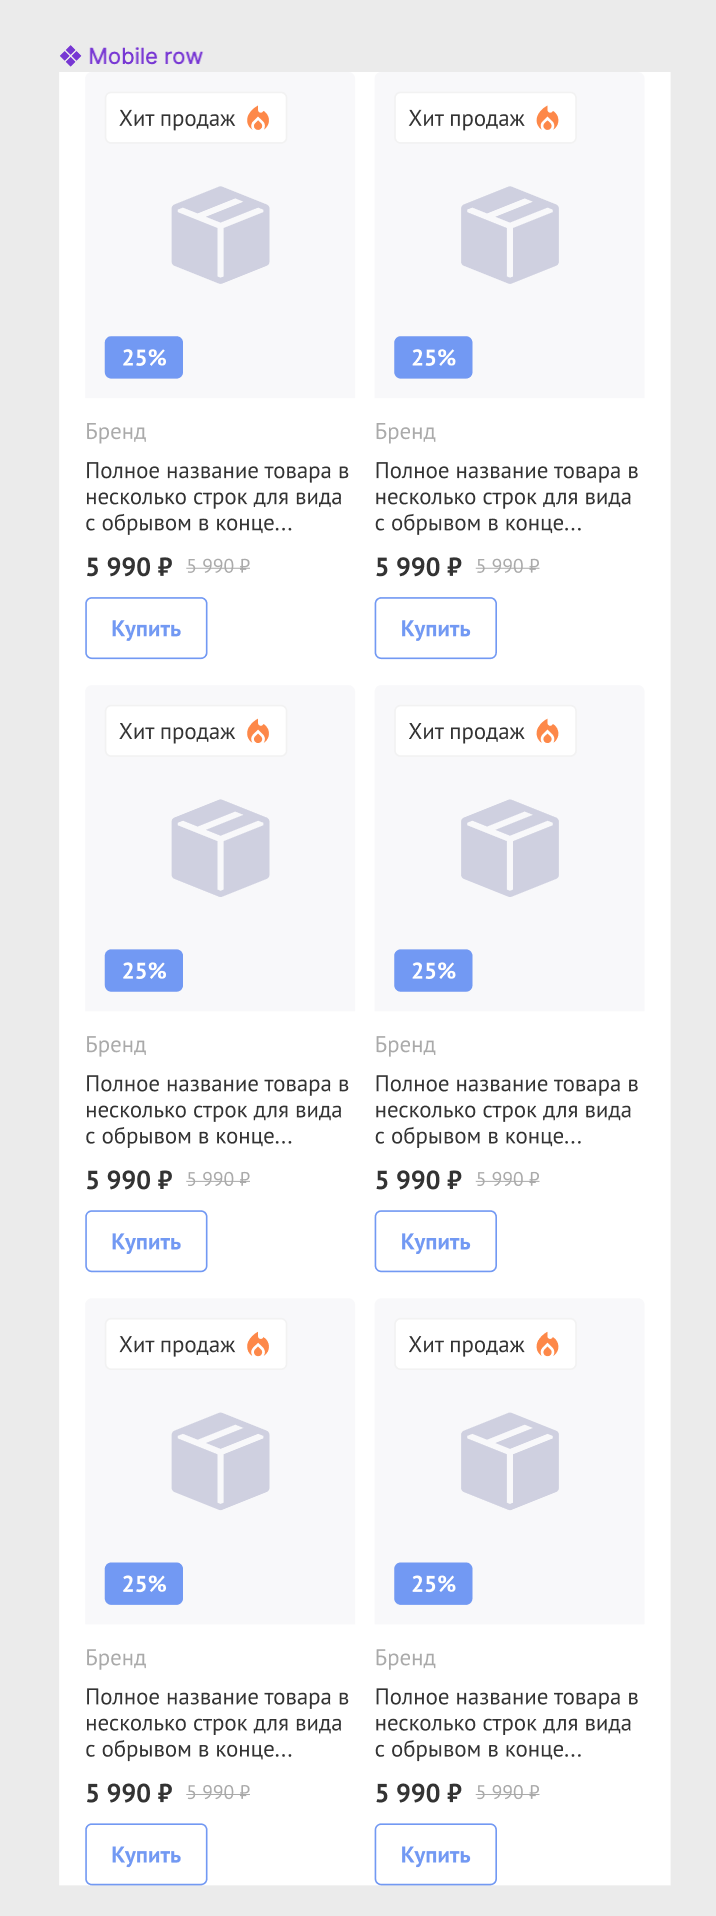 Mobile row
Хит продаж
Хит продаж
25%
25%
Бренд
Бренд
Полное название товара в
несколько строк для вида
с обрывом в конце...
Полное название товара в
несколько строк для вида
с обрывом в конце...
5 990 ₽ 5 990 ₽
5 990 ₽ 5 990 ₽
Купить
Купить
Хит продаж
Хит продаж
25%
25%
Бренд
Бренд
Полное название товара в
несколько строк для вида
с обрывом в конце...
Полное название товара в
несколько строк для вида
с обрывом в конце...
5 990 ₽ 5 990 ₽
5 990 ₽ 5 990 ₽
Купить
Купить
Хит продаж
Хит продаж
25%
25%
Бренд
Бренд
Полное название товара в
несколько строк для вида
с обрывом в конце...
Полное название товара в
несколько строк для вида
с обрывом в конце...
5 990 ₽ 5 990 ₽
5 990 ₽ 5 990 ₽
Купить
Купить